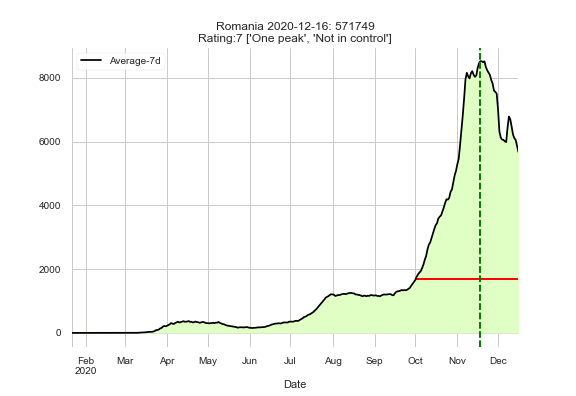 Romania 2020-12-16: 571749
Rating:7 ['One peak', 'Not in control']
Average-7d
8000
6000
4000
2000
0
Feb Mar Apr May Jun Jul Aug Sep Oct Nov Dec
2020
Date